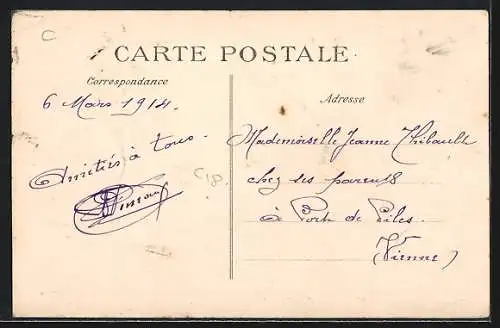 C
CARTE POSTALE
Correspondance
6 Mars 1914.
Amitiés à tous.
C18.
Adresse
Mademoiselle Jeanne Thibault
chez ses parents
à Port de Piles.
(Vienne)